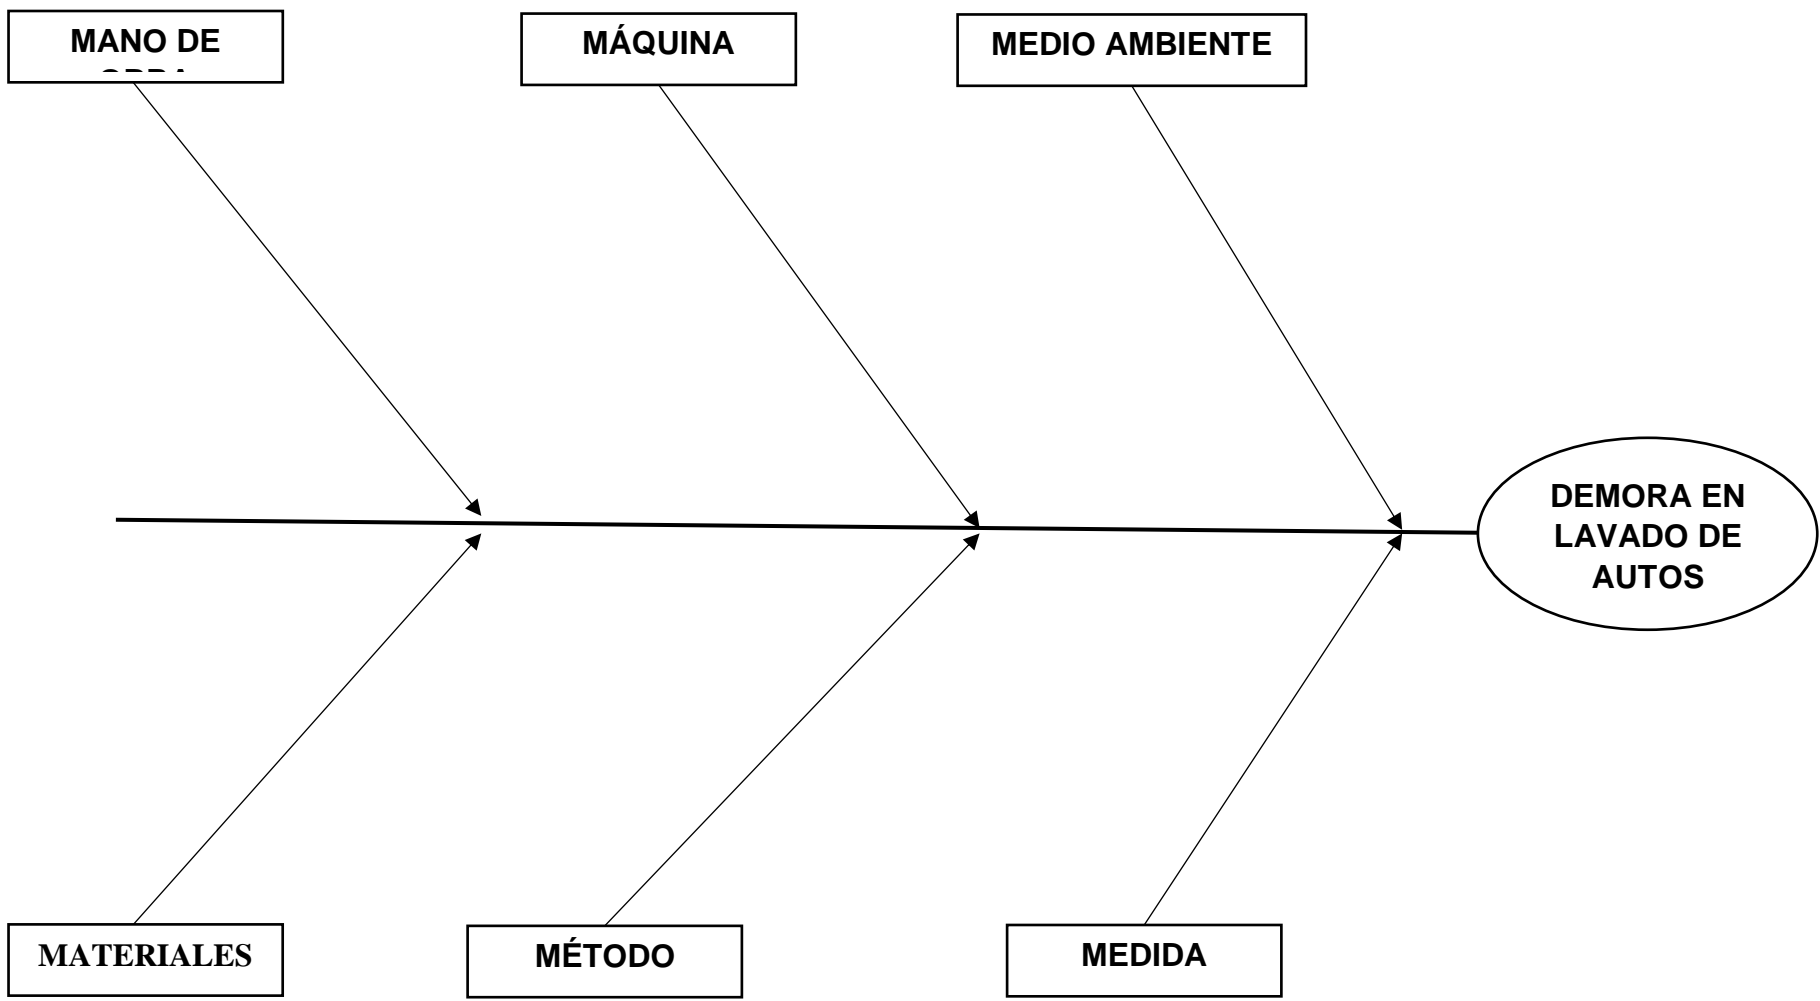 MANO DE
MÁQUINA
MEDIO AMBIENTE
DEMORA EN
LAVADO DE
AUTOS
MATERIALES
MÉTODO
MEDIDA